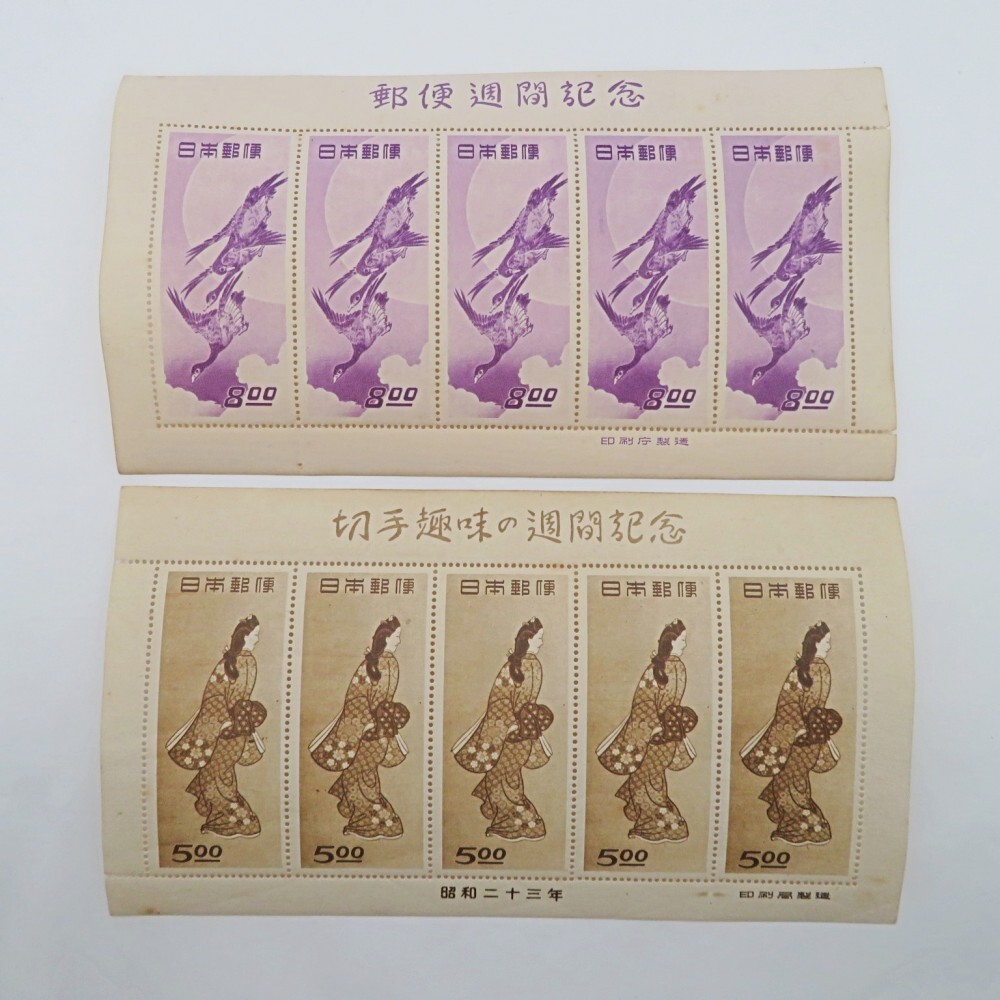 郵便週間記念
日本郵便 日本郵便 日本郵便 日本郵便 日本郵便
8.00 8.00 8.00 8.00 8.00
印刷庁製造
切手趣味の週間記念
日本郵便 日本郵便 日本郵便 日本郵便 日本郵便
5.00 5.00 5.00 5.00 5.00
昭和二十三年 印刷局製造